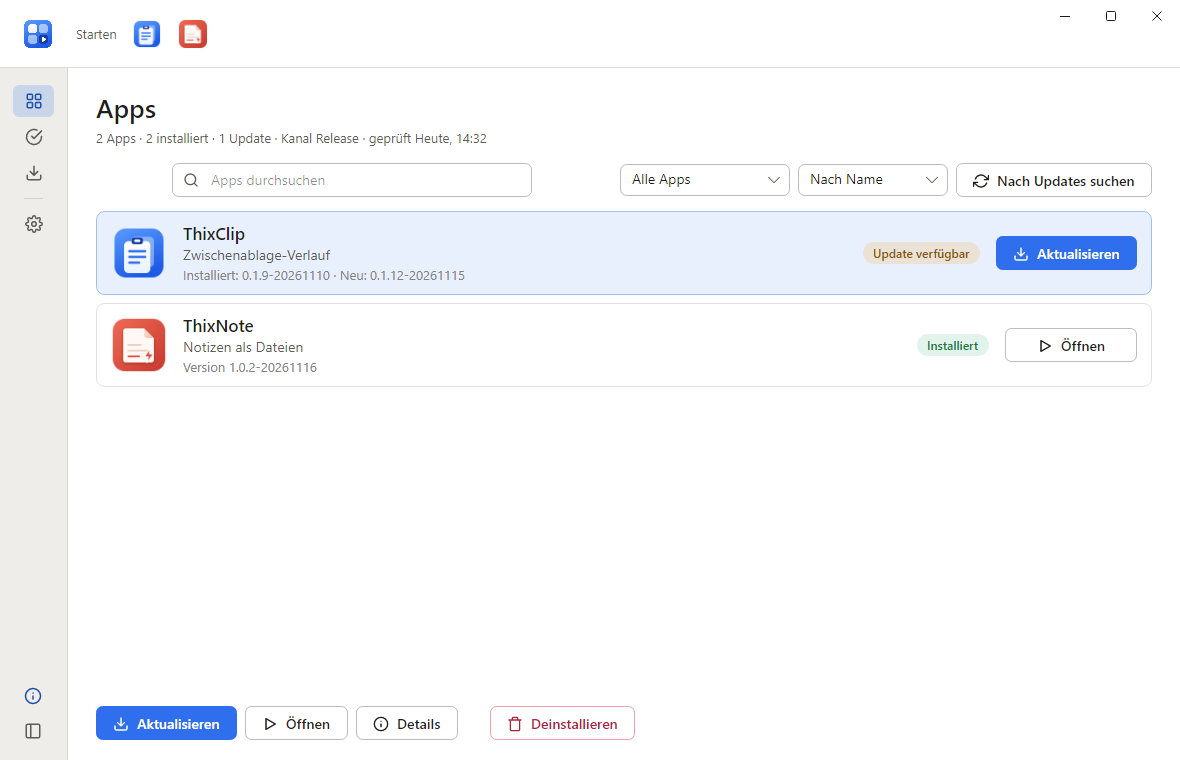 Starten
Apps
2 Apps · 2 installiert · 1 Update · Kanal Release · geprüft Heute, 14:32
Apps durchsuchen
Alle Apps
Nach Name
Nach Updates suchen
ThixClip
Zwischenablage-Verlauf
Installiert: 0.1.9-20261110 · Neu: 0.1.12-20261115
Update verfügbar
Aktualisieren
ThixNote
Notizen als Dateien
Version 1.0.2-20261116
Installiert
Öffnen
Aktualisieren
Öffnen
Details
Deinstallieren